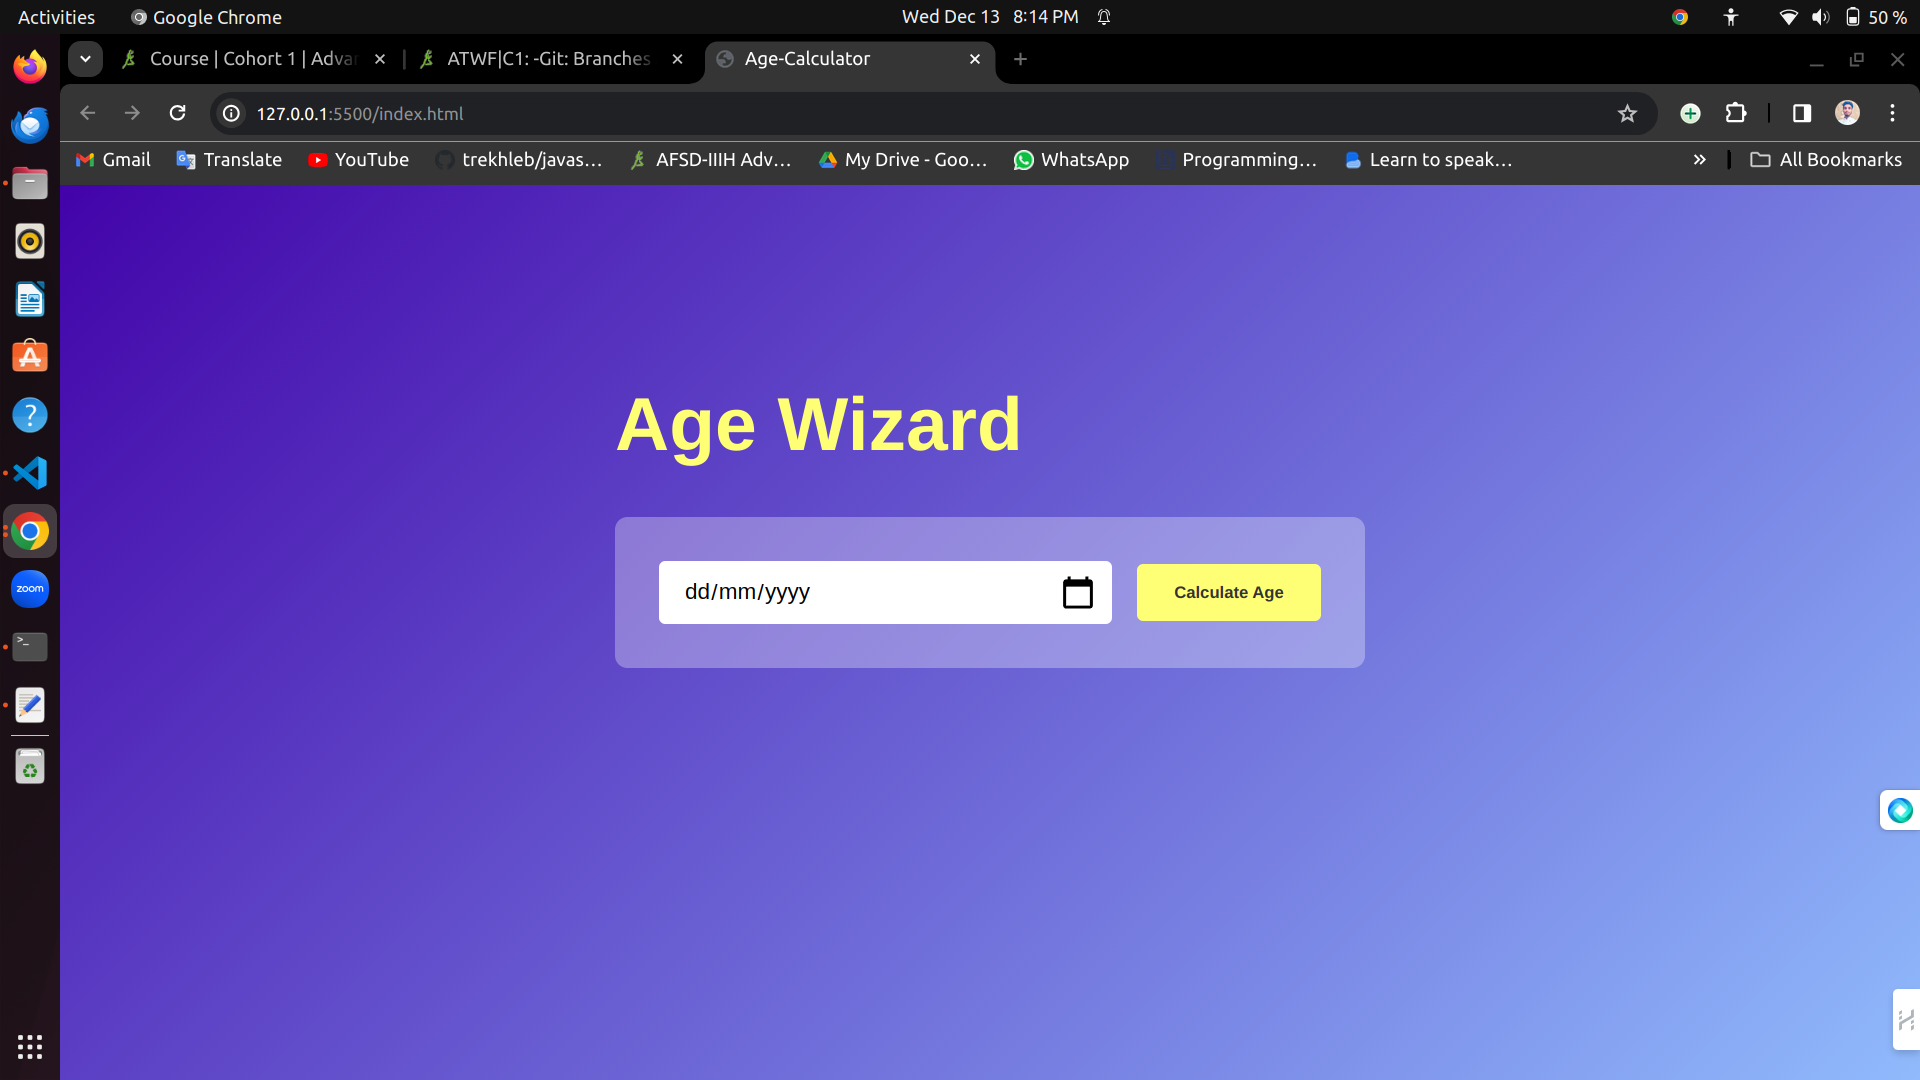 Activities Google Chrome Wed Dec 13 8:14 PM 50 %
Course | Cohort 1 | Advan ATWF|C1: -Git: Branches Age-Calculator
127.0.0.1:5500/index.html
Gmail Translate YouTube trekhleb/javas… AFSD-IIIH Adv… My Drive - Goo… WhatsApp Programming… Learn to speak… » All Bookmarks
Age Wizard
dd/mm/yyyy Calculate Age
zoom